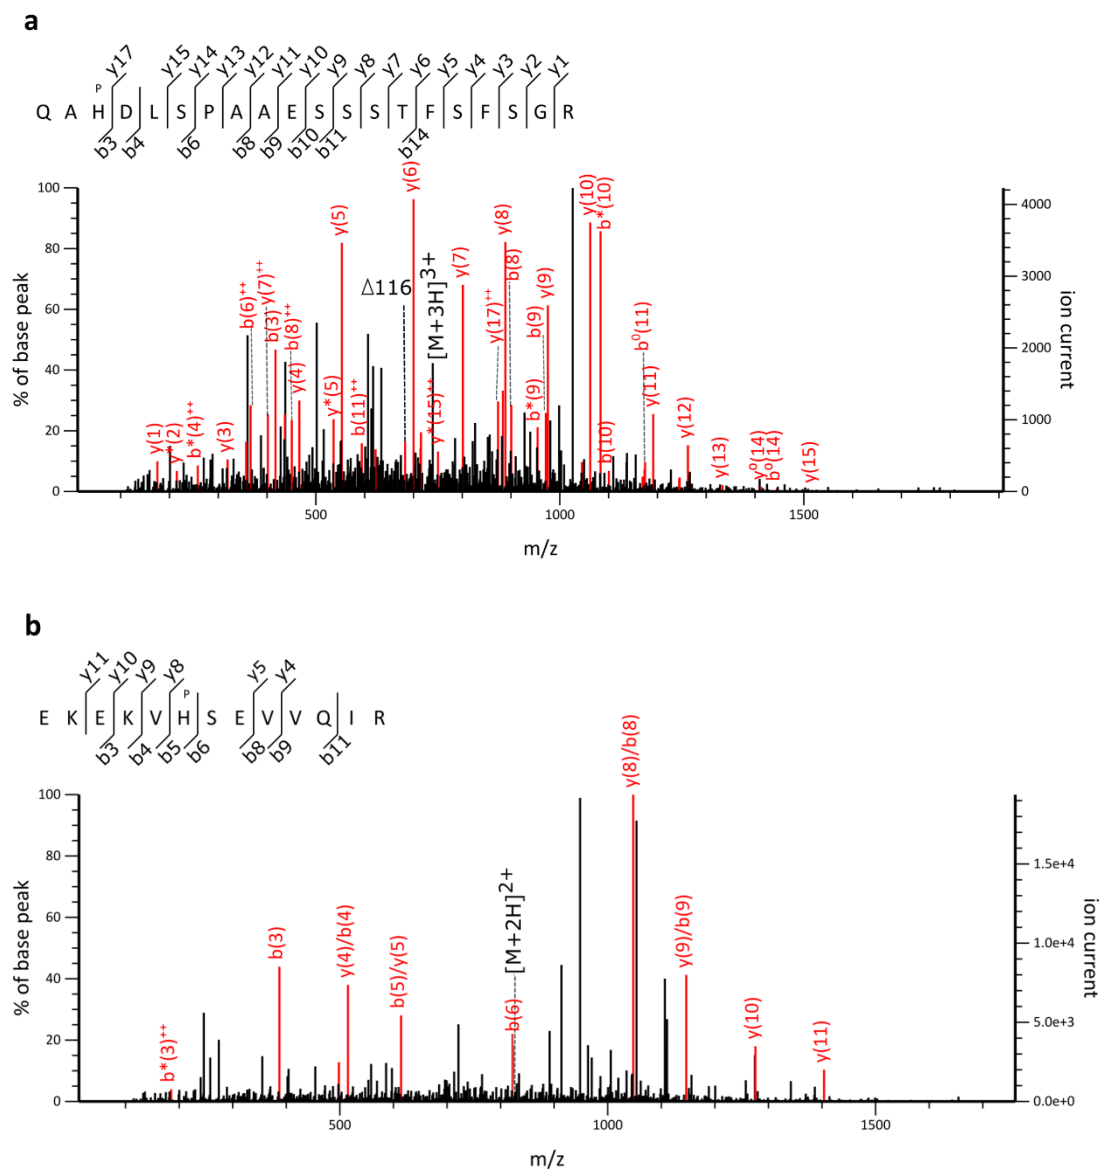 a
y17 y15 y14 y13 y12 y11 y10 y9 y8 y7 y6 y5 y4 y3 y2 y1
P
Q A H D L S P A A E S S S T F S F S G R
b3 b4 b6 b8 b9 b10 b11 b14
% of base peak
100
80
60
40
20
0
4000
3000
2000
1000
0
ion current
500 1000 1500
m/z
y(1)
y(2)
b*(4)++
y(3)
b(6)++
y(7)++
b(3)
b(8)++
y(4)
y*(5)
y(5)
b(11)++
Δ116
y(6)
[M+3H]3+
y*(15)++
y(7)
y(17)++
y(8)
b(8)
b*(9)
b(9)
y(9)
y(10)
b*(10)
b(10)
b0(11)
y(11)
y(12)
y(13)
y0(14)
b0(14)
y(15)
b
y11 y10 y9 y8 y5 y4
P
E K E K V H S E V V Q I R
b3 b4 b5 b6 b8 b9 b11
% of base peak
100
80
60
40
20
0
1.5e+4
1.0e+4
5.0e+3
0.0e+0
ion current
500 1000 1500
m/z
b*(3)++
b(3)
y(4)/b(4)
b(5)/y(5)
b(6)
[M+2H]2+
y(8)/b(8)
y(9)/b(9)
y(10)
y(11)